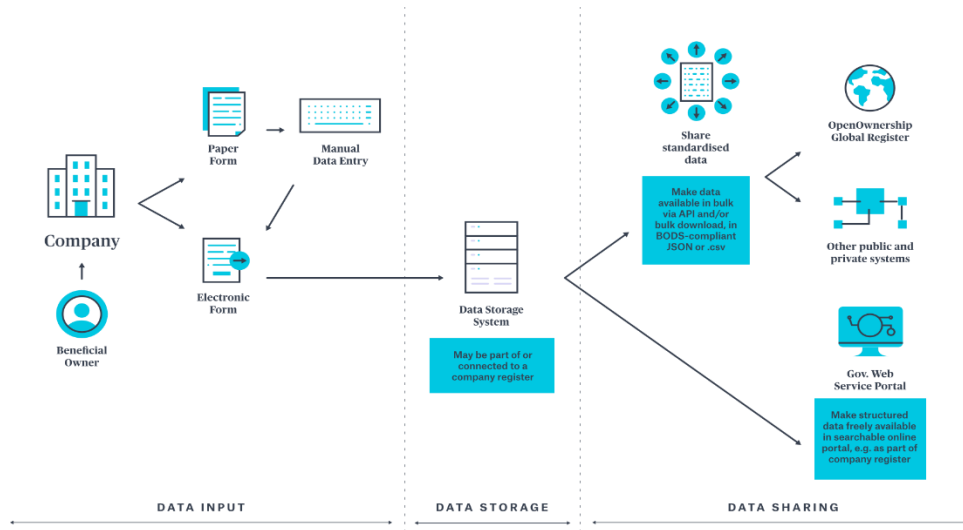 Company
Beneficial
Owner
Paper
Form
Manual
Data Entry
Electronic
Form
Data Storage
System
May be part of or
connected to a
company register
Share
standardised
data
Make data
available in bulk
via API and/or
bulk download, in
BODS-compliant
JSON or .csv
OpenOwnership
Global Register
Other public and
private systems
Gov. Web
Service Portal
Make structured
data freely available
in searchable online
portal, e.g. as part of
company register
DATA INPUT
DATA STORAGE
DATA SHARING